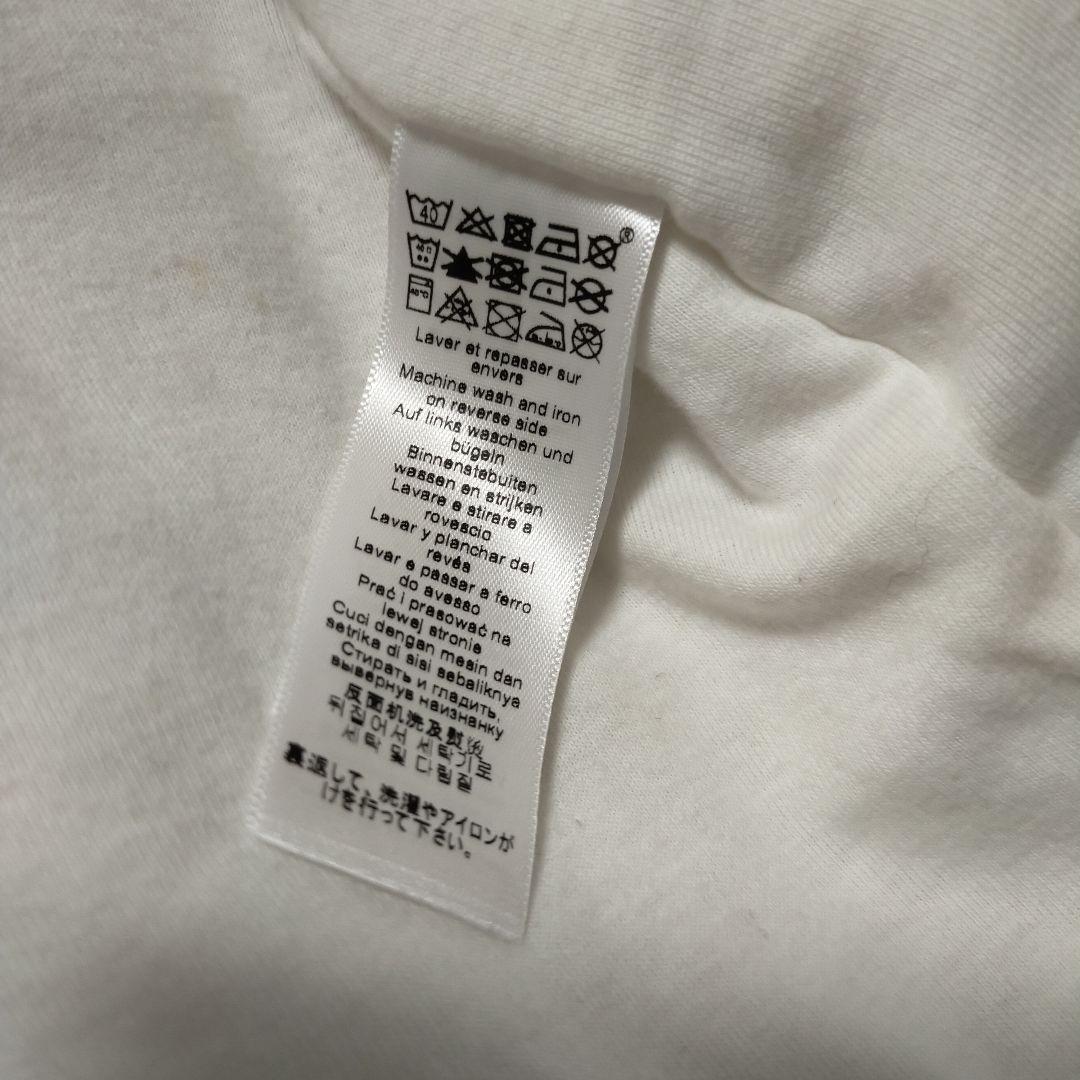 40
®
40
40°C
Laver et repasser sur
envers
Machine wash and iron
on reverse side
Auf links waschen und
bügeln
Binnenstebuiten
wassen en strijken
Lavare e stirare a
rovescio
Lavar y planchar del
revés
Lavar e passar a ferro
do avesso
Prać i prasować na
lewej stronie
Cuci dengan mesin dan
setrika di sisi sebaliknya
Стирать и гладить,
вывернув наизнанку
反面机洗及熨烫
뒤집어서 세탁기로
세탁 및 다림질
裏返して、洗濯やアイロンが
けを行って下さい。